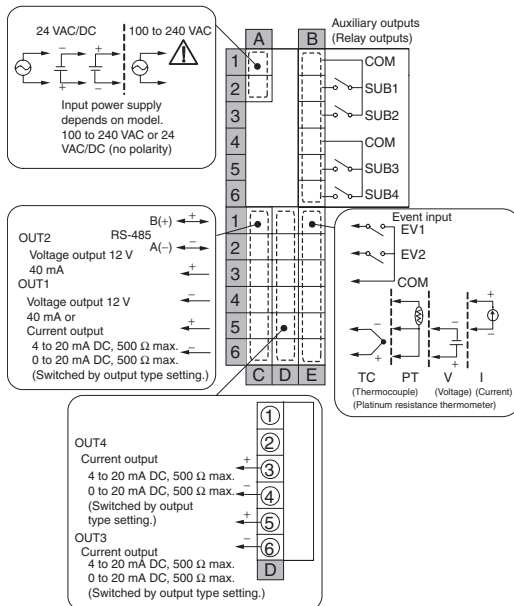 24 VAC/DC
100 to 240 VAC
Input power supply
depends on model.
100 to 240 VAC or 24
VAC/DC (no polarity)
A
B
Auxiliary outputs
(Relay outputs)
1
2
3
4
5
6
COM
SUB1
SUB2
COM
SUB3
SUB4
B(+)
RS-485
A(−)
OUT2
Voltage output 12 V
40 mA
OUT1
Voltage output 12 V
40 mA or
Current output
4 to 20 mA DC, 500 Ω max.
0 to 20 mA DC, 500 Ω max.
(Switched by output type setting.)
1
2
3
4
5
6
C D E
Event input
EV1
EV2
COM
TC PT V I
(Thermocouple) (Voltage) (Current)
(Platinum resistance thermometer)
OUT4
Current output
4 to 20 mA DC, 500 Ω max.
0 to 20 mA DC, 500 Ω max.
(Switched by output
type setting.)
OUT3
Current output
4 to 20 mA DC, 500 Ω max.
0 to 20 mA DC, 500 Ω max.
(Switched by output type setting.)
①
②
③
④
⑤
⑥
D